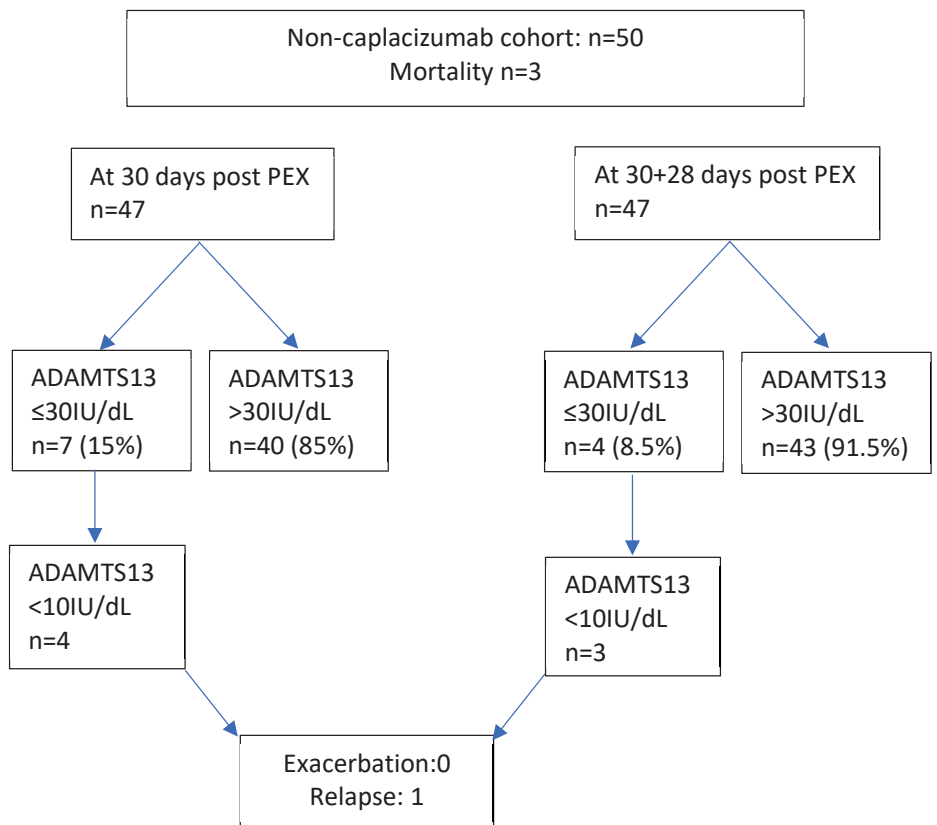 Non-caplacizumab cohort: n=50
Mortality n=3
At 30 days post PEX
n=47
At 30+28 days post PEX
n=47
ADAMTS13
≤30IU/dL
n=7 (15%)
ADAMTS13
>30IU/dL
n=40 (85%)
ADAMTS13
≤30IU/dL
n=4 (8.5%)
ADAMTS13
>30IU/dL
n=43 (91.5%)
ADAMTS13
<10IU/dL
n=4
ADAMTS13
<10IU/dL
n=3
Exacerbation:0
Relapse: 1